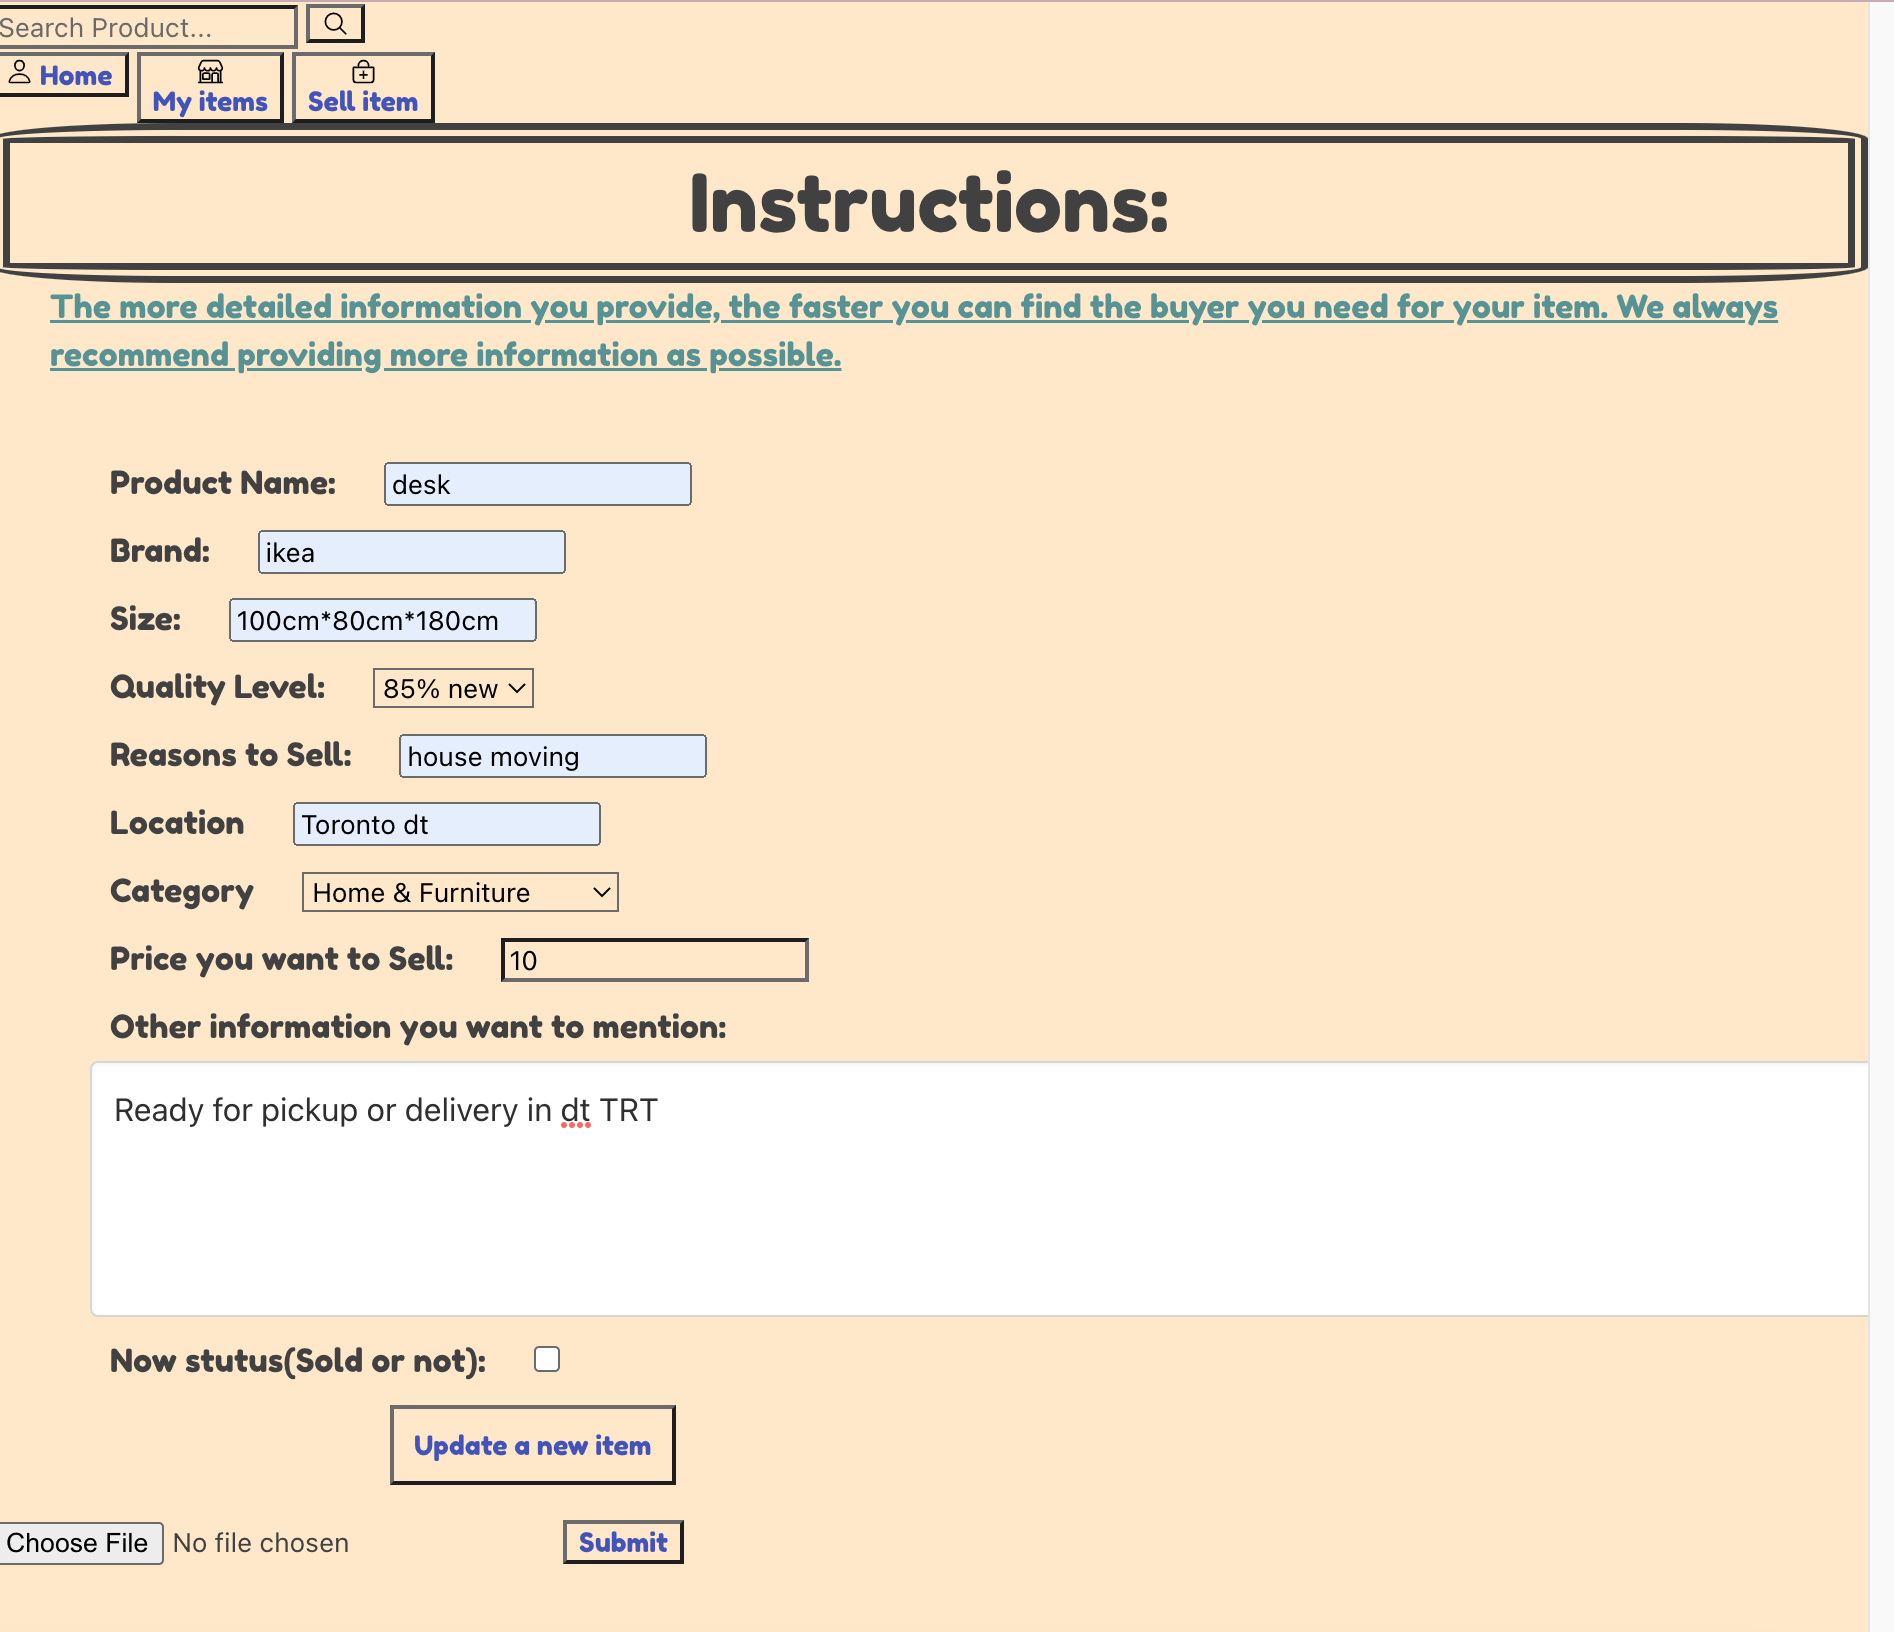 Search Product...
Home
My items
Sell item
Instructions:
The more detailed information you provide, the faster you can find the buyer you need for your item. We always
recommend providing more information as possible.
Product Name: desk
Brand: ikea
Size: 100cm*80cm*180cm
Quality Level: 85% new
Reasons to Sell: house moving
Location Toronto dt
Category Home & Furniture
Price you want to Sell: 10
Other information you want to mention:
Ready for pickup or delivery in dt TRT
Now stutus(Sold or not):
Update a new item
Choose File No file chosen Submit